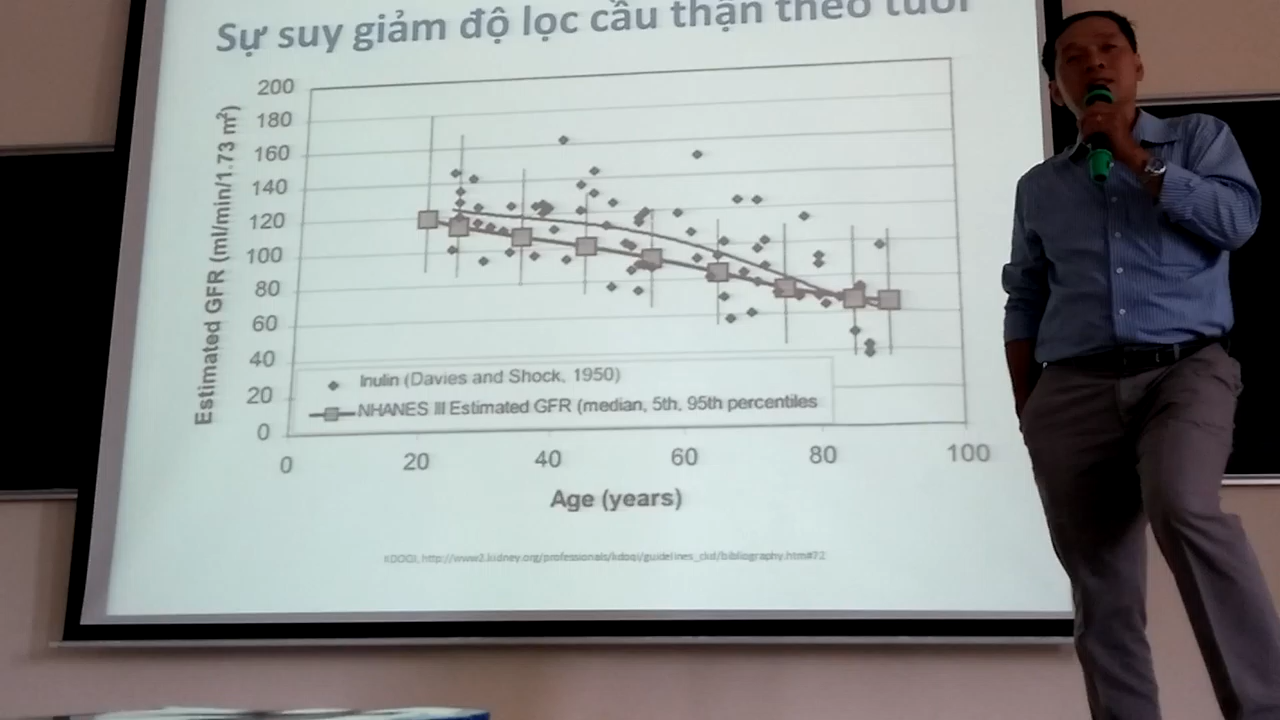 Sự suy giảm độ lọc cầu thận theo tuổi
200
180
160
140
120
100
80
60
40
20
0
Estimated GFR (ml/min/1.73 m²)
Inulin (Davies and Shock, 1950)
NHANES III Estimated GFR (median, 5th, 95th percentiles
0 20 40 60 80 100
Age (years)
KDOQI, http://www2.kidney.org/professionals/kdoqi/guidelines_ckd/bibliography.htm#72